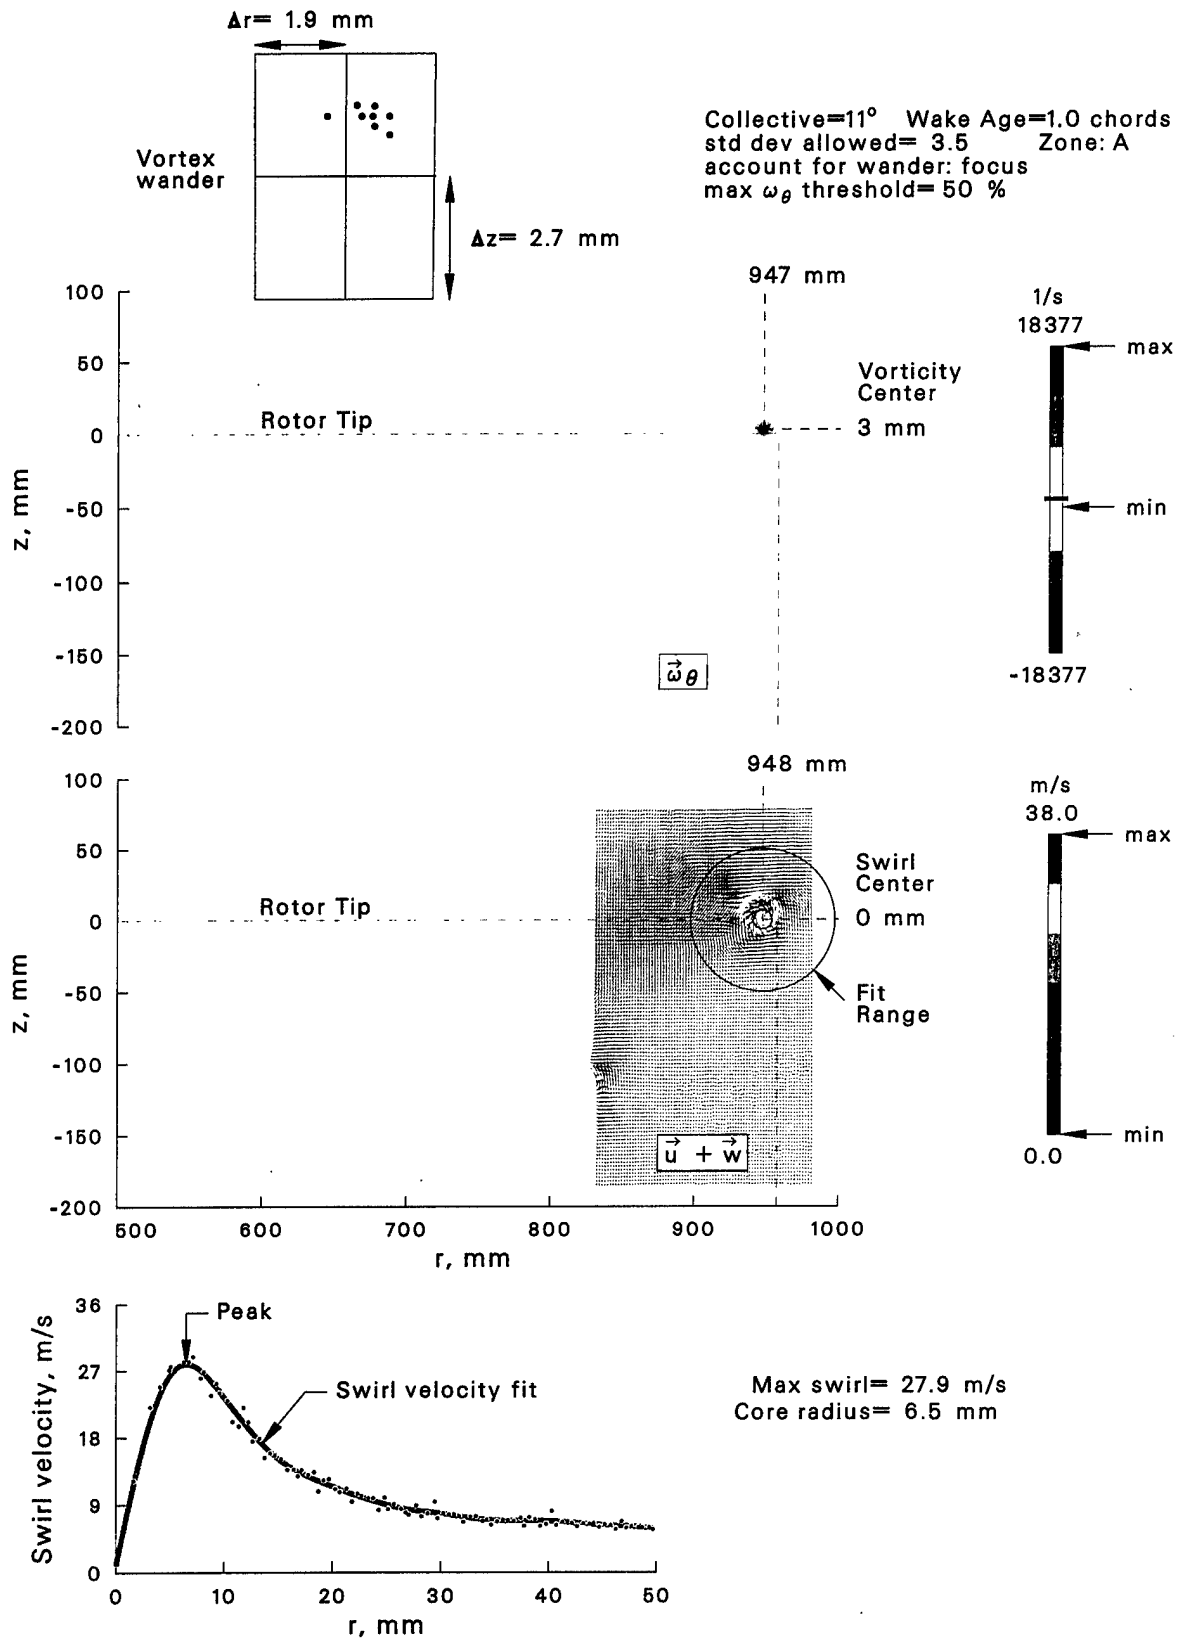 Δr= 1.9 mm
Vortex
wander
Δz= 2.7 mm
Collective=11° Wake Age=1.0 chords
std dev allowed= 3.5 Zone: A
account for wander: focus
max ωθ threshold= 50 %
947 mm
1/s
18377
max
min
-18377
Vorticity
Center
3 mm
Rotor Tip
100
50
0
-50
-100
-150
-200
z, mm
ω⃗θ
948 mm
m/s
38.0
max
min
0.0
Swirl
Center
0 mm
Fit
Range
Rotor Tip
100
50
0
-50
-100
-150
-200
z, mm
u⃗ + w⃗
500 600 700 800 900 1000
r, mm
36
27
18
9
0
Swirl velocity, m/s
Peak
Swirl velocity fit
Max swirl= 27.9 m/s
Core radius= 6.5 mm
0 10 20 30 40 50
r, mm